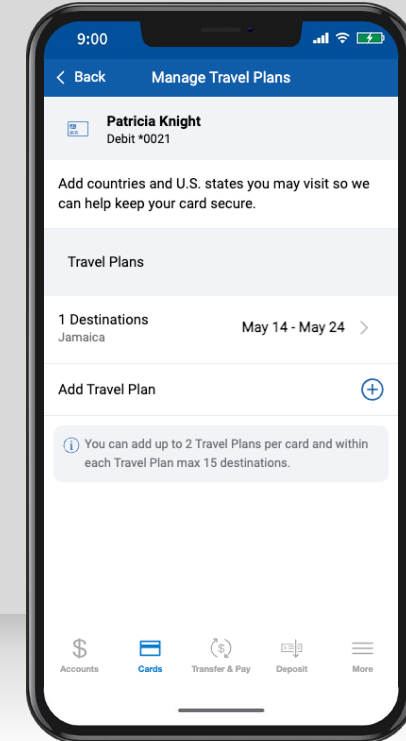 9:00
Back Manage Travel Plans
Patricia Knight
Debit *0021
Add countries and U.S. states you may visit so we
can help keep your card secure.
Travel Plans
1 Destinations
Jamaica
May 14 - May 24
Add Travel Plan
You can add up to 2 Travel Plans per card and within
each Travel Plan max 15 destinations.
Accounts Cards Transfer & Pay Deposit More